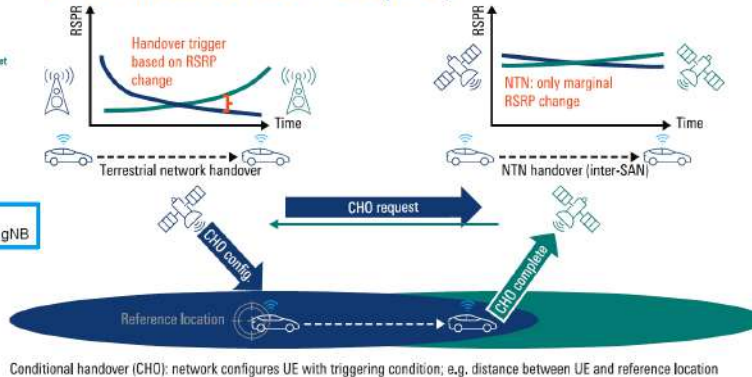 RSPR
Handover trigger
based on RSRP
change
Time
Terrestrial network handover
RSPR
NTN: only marginal
RSRP change
Time
NTN handover (inter-SAN)
gNB
CHO request
CHO config.
CHO complete
Reference location
Conditional handover (CHO): network configures UE with triggering condition; e.g. distance between UE and reference location